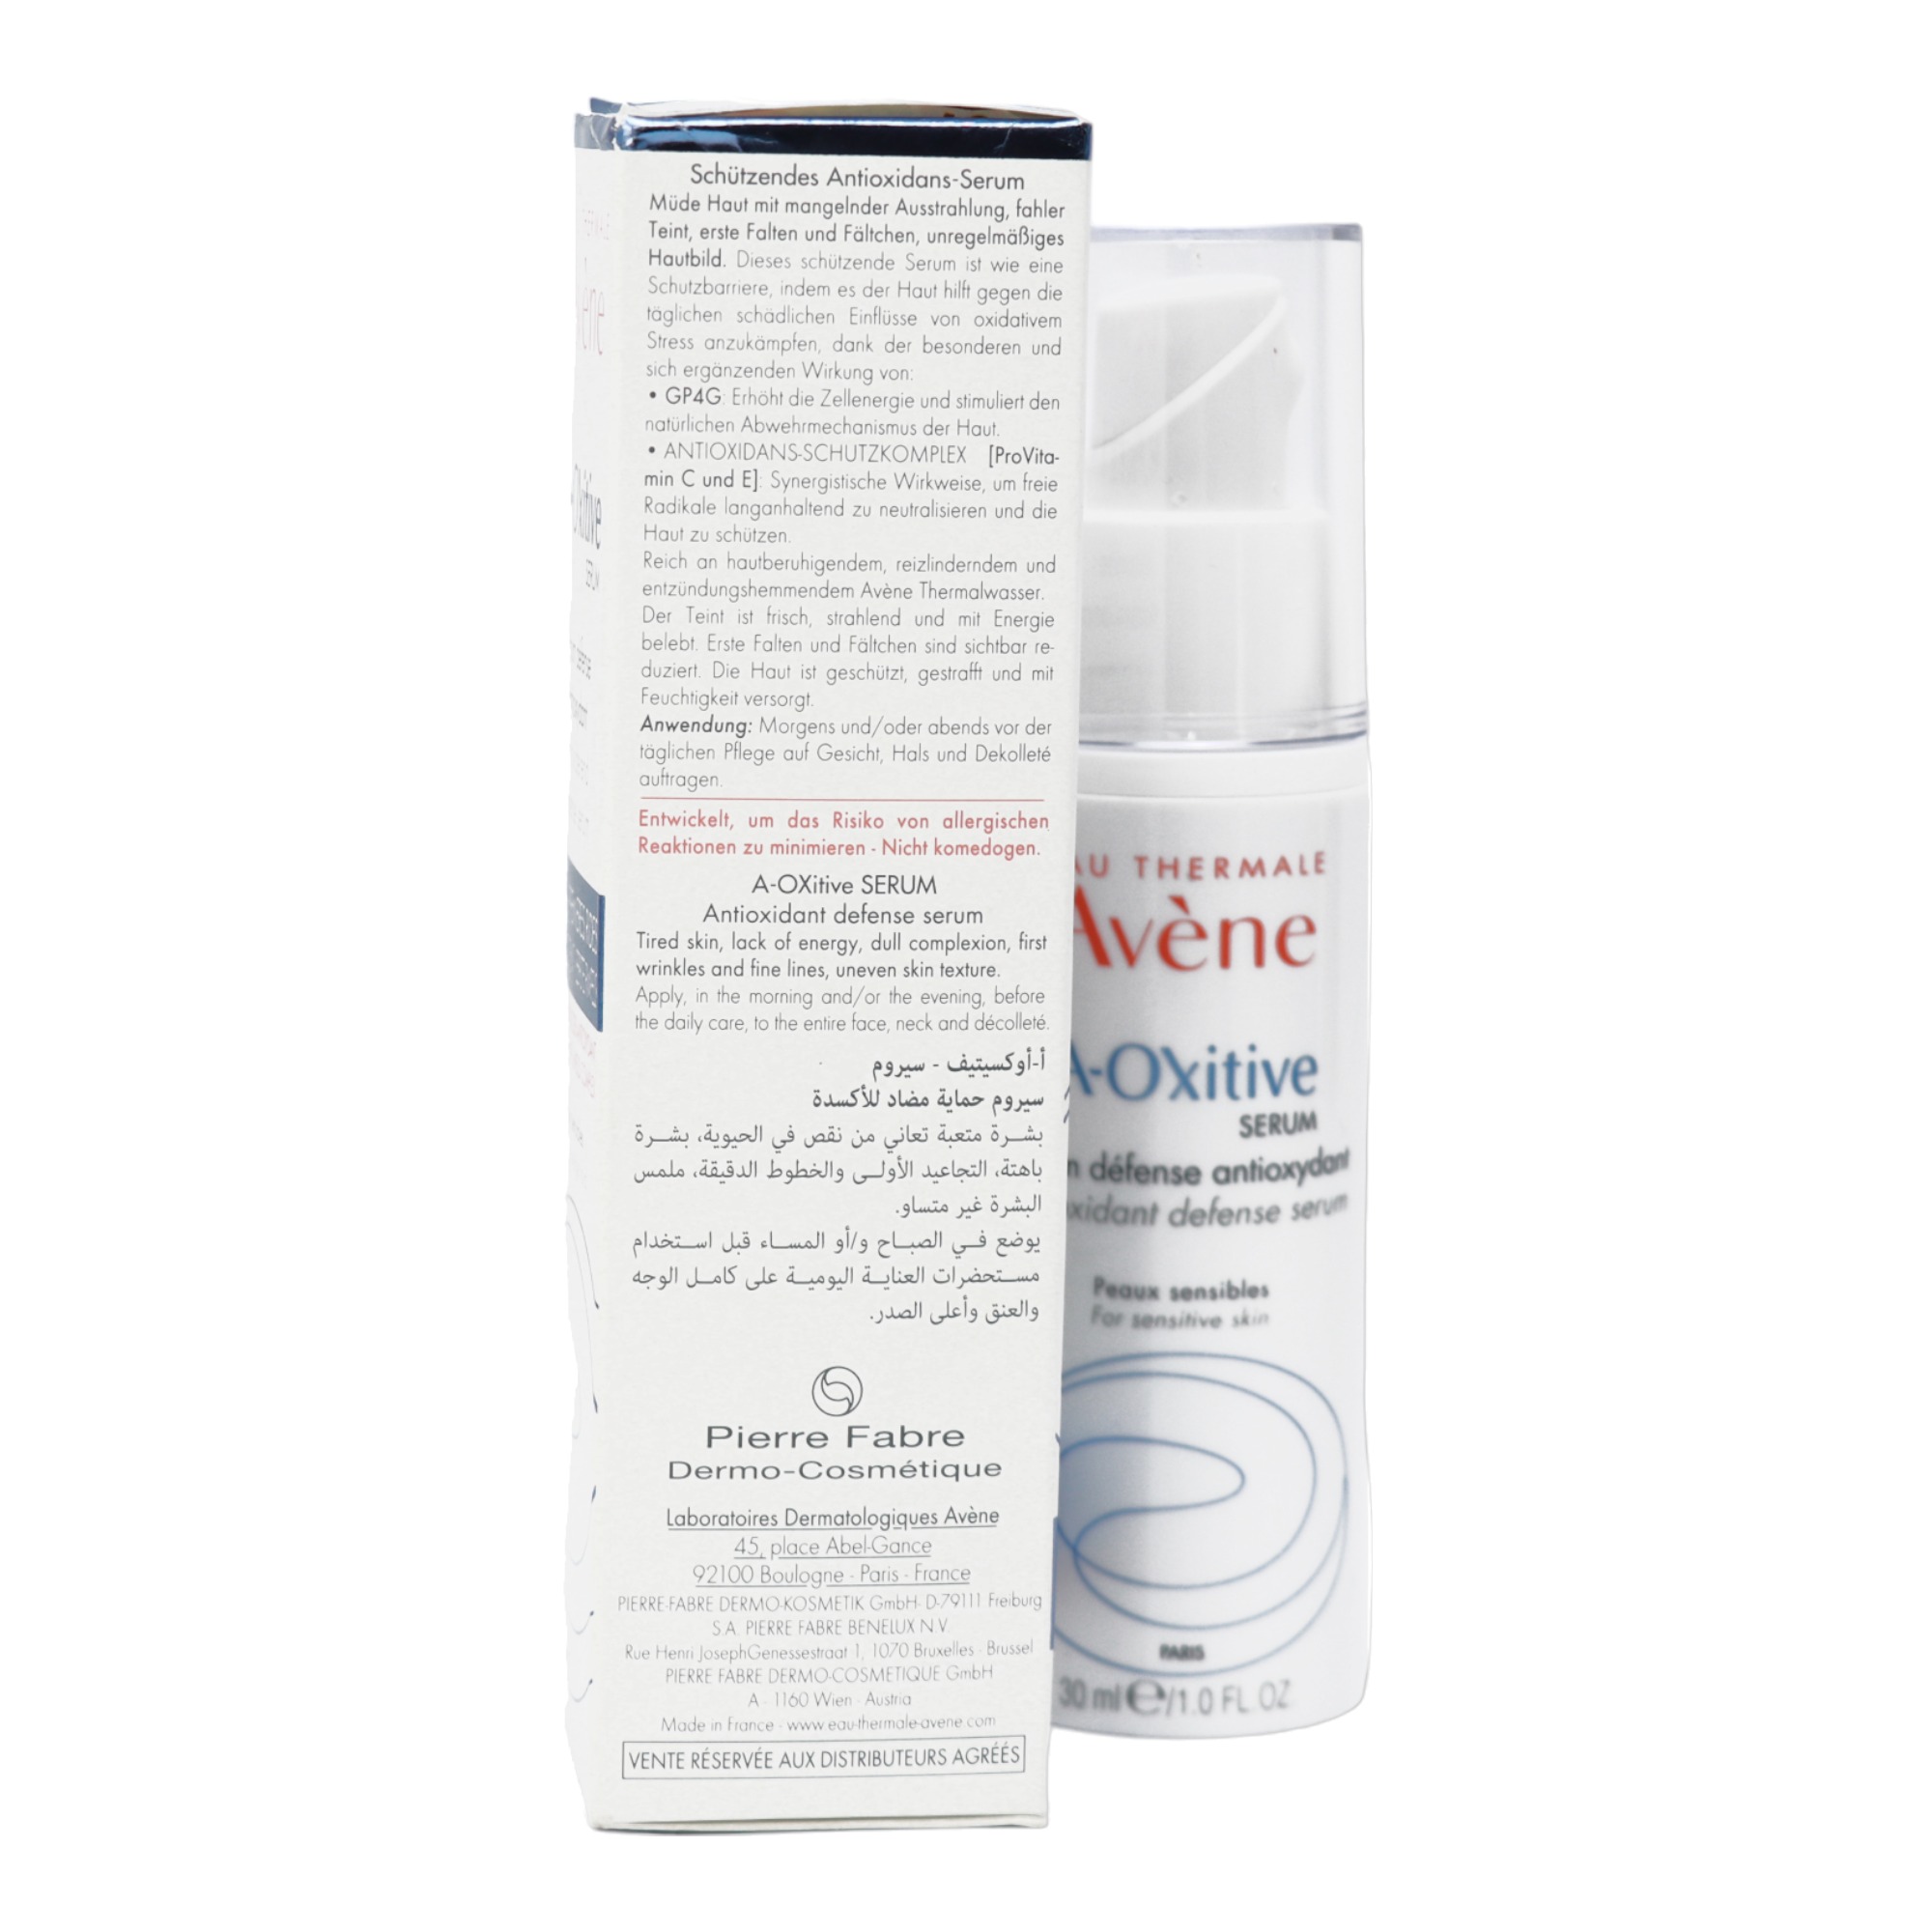 Schützendes Antioxidans-Serum
Müde Haut mit mangelnder Ausstrahlung, fahler
Teint, erste Falten und Fältchen, unregelmäßiges
Hautbild. Dieses schützende Serum ist wie eine
Schutzbarriere, indem es der Haut hilft gegen die
täglichen schädlichen Einflüsse von oxidativem
Stress anzukämpfen, dank der besonderen und
sich ergänzenden Wirkung von:
• GP4G: Erhöht die Zellenergie und stimuliert den
natürlichen Abwehrmechanismus der Haut.
• ANTIOXIDANS-SCHUTZKOMPLEX [ProVita-
min C und E]: Synergistische Wirkweise, um freie
Radikale langanhaltend zu neutralisieren und die
Haut zu schützen.
Reich an hautberuhigendem, reizlinderndem und
entzündungshemmendem Avène Thermalwasser.
Der Teint ist frisch, strahlend und mit Energie
belebt. Erste Falten und Fältchen sind sichtbar re-
duziert. Die Haut ist geschützt, gestrafft und mit
Feuchtigkeit versorgt.
Anwendung: Morgens und/oder abends vor der
täglichen Pflege auf Gesicht, Hals und Dekolleté
auftragen.
Entwickelt, um das Risiko von allergischen
Reaktionen zu minimieren - Nicht komedogen.
A-OXitive SERUM
Antioxidant defense serum
Tired skin, lack of energy, dull complexion, first
wrinkles and fine lines, uneven skin texture.
Apply, in the morning and/or the evening, before
the daily care, to the entire face, neck and décolleté.
أ-أوكسيتيف - سيروم
سيروم حماية مضاد للأكسدة
بشرة متعبة تعاني من نقص في الحيوية، بشرة
باهتة، التجاعيد الأولى والخطوط الدقيقة، ملمس
البشرة غير متساو.
يوضع في الصباح و/أو المساء قبل استخدام
مستحضرات العناية اليومية على كامل الوجه
والعنق وأعلى الصدر.
Pierre Fabre
Dermo-Cosmétique
Laboratoires Dermatologiques Avène
45, place Abel-Gance
92100 Boulogne - Paris - France
PIERRE-FABRE DERMO-KOSMETIK GmbH- D-79111 Freiburg
S.A. PIERRE FABRE BENELUX N.V.
Rue Henri JosephGenessestraat 1, 1070 Bruxelles - Brussel
PIERRE FABRE DERMO-COSMETIQUE GmbH
A - 1160 Wien - Austria
Made in France - www.eau-thermale-avene.com
VENTE RÉSERVÉE AUX DISTRIBUTEURS AGRÉÉS
THERMALE
Avène
A-OXitive
SERUM
défense antioxydant
defense serum
Peaux sensibles
For sensitive skin
PARIS
30 ml e/1.0 FL.OZ.